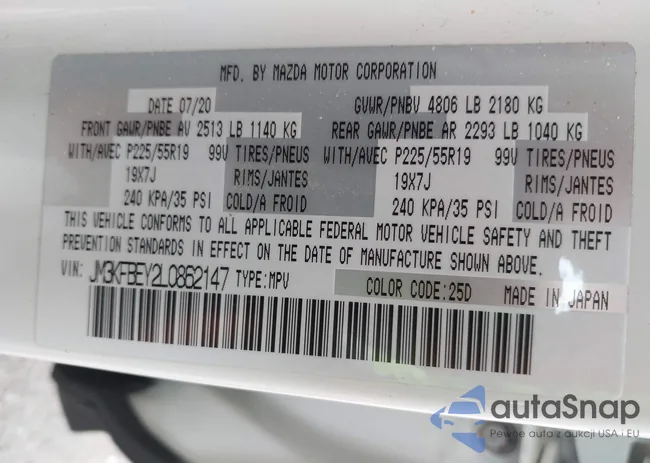 MFD. BY MAZDA MOTOR CORPORATION
DATE 07/20 GVWR/PNBV 4806 LB 2180 KG
FRONT GAWR/PNBE AV 2513 LB 1140 KG REAR GAWR/PNBE AR 2293 LB 1040 KG
WITH/AVEC P225/55R19 99V TIRES/PNEUS WITH/AVEC P225/55R19 99V TIRES/PNEUS
19X7J RIMS/JANTES 19X7J RIMS/JANTES
240 KPA/35 PSI COLD/A FROID 240 KPA/35 PSI COLD/A FROID
THIS VEHICLE CONFORMS TO ALL APPLICABLE FEDERAL MOTOR VEHICLE SAFETY AND THEFT
PREVENTION STANDARDS IN EFFECT ON THE DATE OF MANUFACTURE SHOWN ABOVE.
VIN: JM3KFBEY2L0862147 TYPE:MPV
COLOR CODE:25D MADE IN JAPAN
autaSnap
Pewne auta z aukcji USA i EU